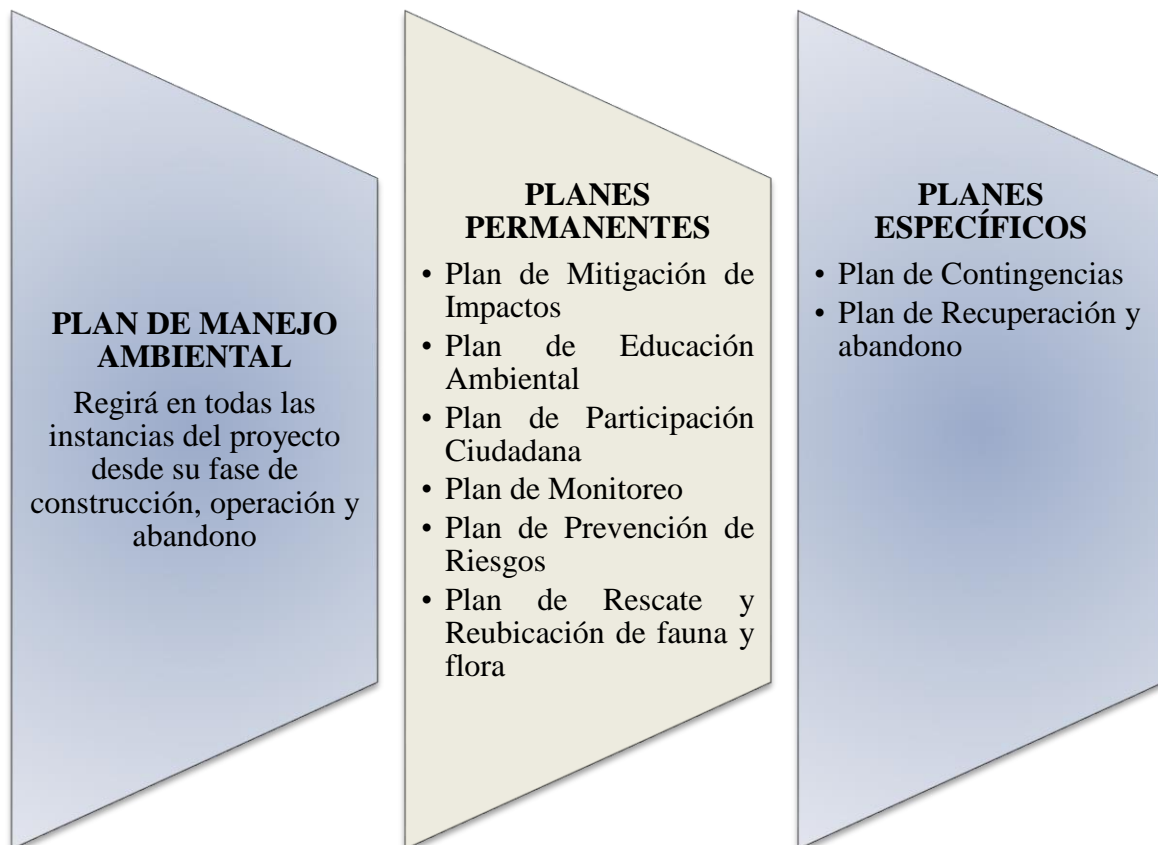 PLAN DE MANEJO
AMBIENTAL
Regirá en todas las
instancias del proyecto
desde su fase de
construcción, operación y
abandono
PLANES
PERMANENTES
• Plan de Mitigación de
Impactos
• Plan de Educación
Ambiental
• Plan de Participación
Ciudadana
• Plan de Monitoreo
• Plan de Prevención de
Riesgos
• Plan de Rescate y
Reubicación de fauna y
flora
PLANES
ESPECÍFICOS
• Plan de Contingencias
• Plan de Recuperación y
abandono